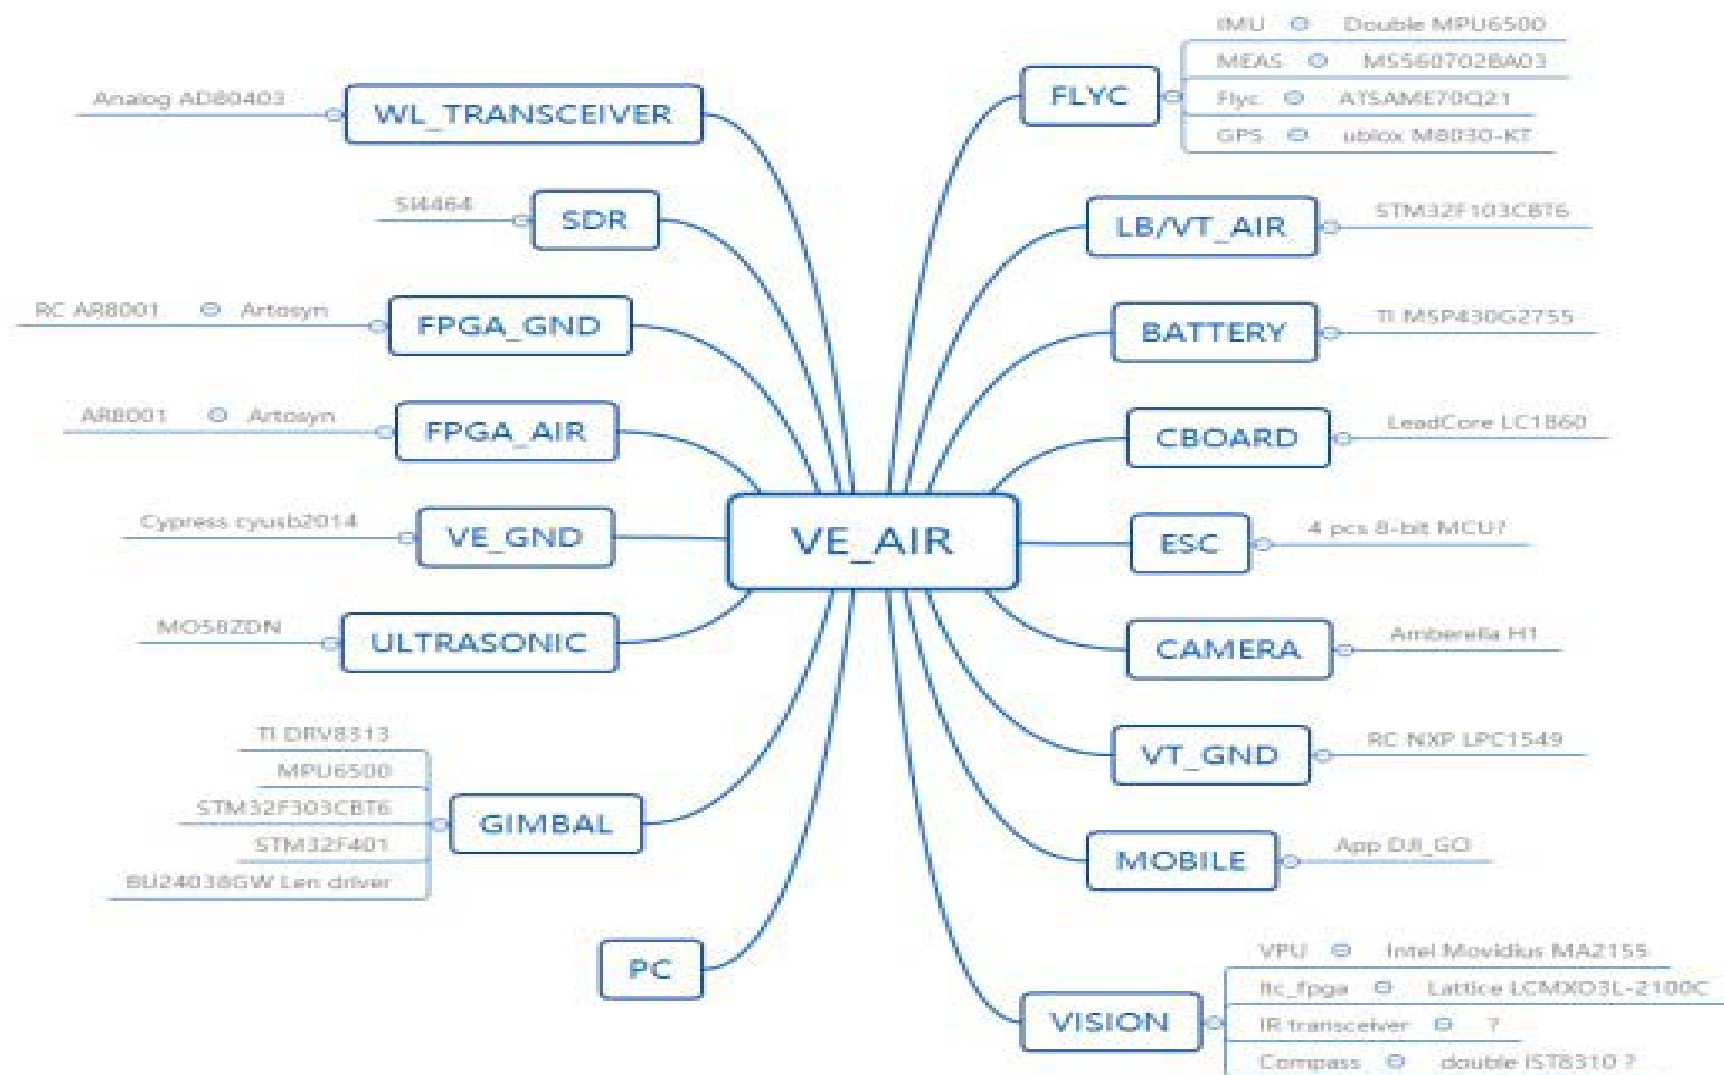 IMU Double MPU6500
MEAS MS560702BA03
FLYC
Flyc ATSAME70Q21
GPS ublox M8030-KT
Analog AD80403
WL_TRANSCEIVER
SI4464
SDR
LB/VT_AIR
STM32F103CBT6
RC AR8001 Artosyn
FPGA_GND
BATTERY
TI MSP430G2755
AR8001 Artosyn
FPGA_AIR
CBOARD
LeadCore LC1860
Cypress cyusb2014
VE_GND
VE_AIR
ESC
4 pcs 8-bit MCU?
MO58ZDN
ULTRASONIC
CAMERA
Amberella H1
TI DRV8313
MPU6500
STM32F303CBT6
STM32F401
BU24038GW Len driver
GIMBAL
VT_GND
RC NXP LPC1549
MOBILE
App DJI_GO
PC
VISION
VPU Intel Movidius MA2155
ltc_fpga Lattice LCMXO3L-2100C
IR transceiver ?
Compass double IST8310 ?